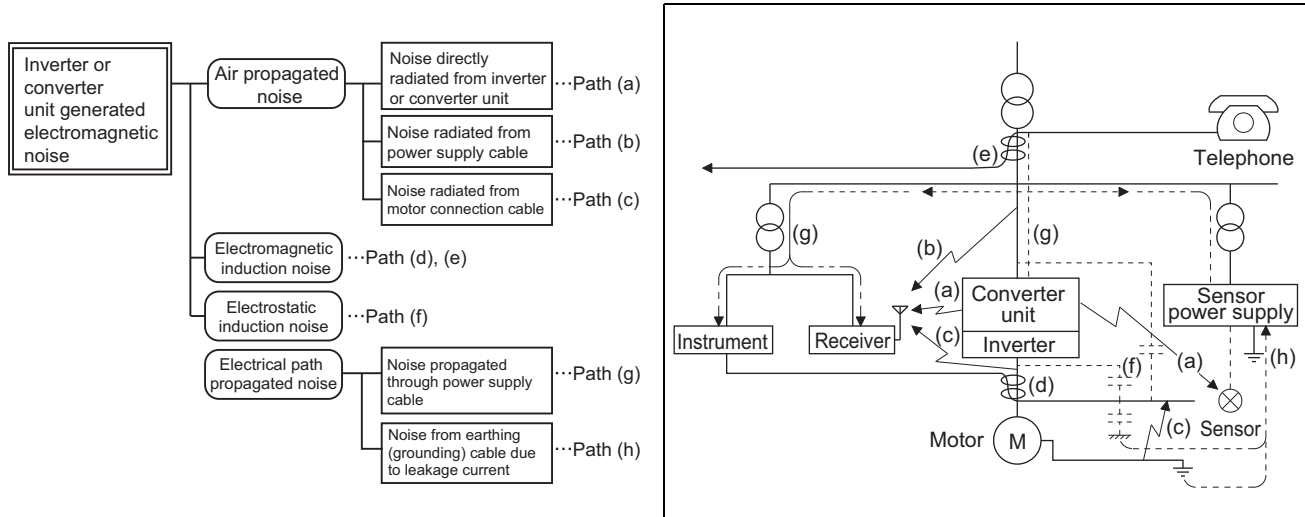 Inverter or
converter
unit generated
electromagnetic
noise
Air propagated
noise
Noise directly
radiated from inverter
or converter unit
···Path (a)
Noise radiated from
power supply cable
···Path (b)
Noise radiated from
motor connection cable
···Path (c)
Electromagnetic
induction noise
···Path (d), (e)
Electrostatic
induction noise
···Path (f)
Electrical path
propagated noise
Noise propagated
through power supply
cable
···Path (g)
Noise from earthing
(grounding) cable due
to leakage current
···Path (h)
Telephone
(e)
(g)
(g)
(b)
(a)
Converter
unit
Inverter
Sensor
power supply
Instrument
Receiver
(c)
(f)
(a)
(h)
(d)
Sensor
(c)
Motor
M